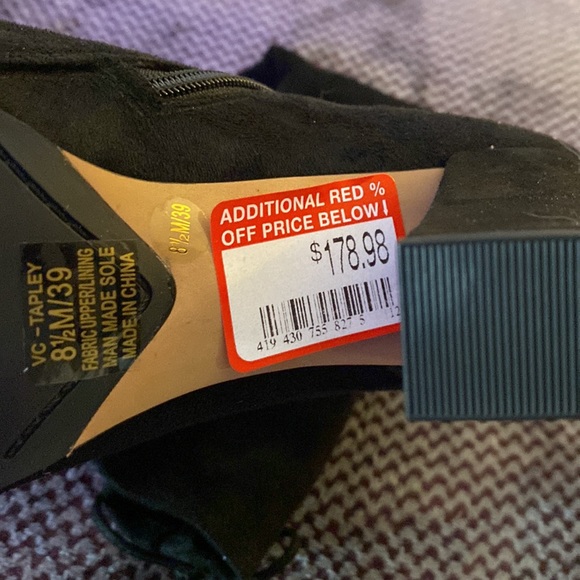 VC-TAPLEY
8½M/39
FABRIC UPPER/LINING
MAN MADE SOLE
MADE IN CHINA
8½M/39
ADDITIONAL RED %
OFF PRICE BELOW↓
$178.98
419 430 755 827 5 12